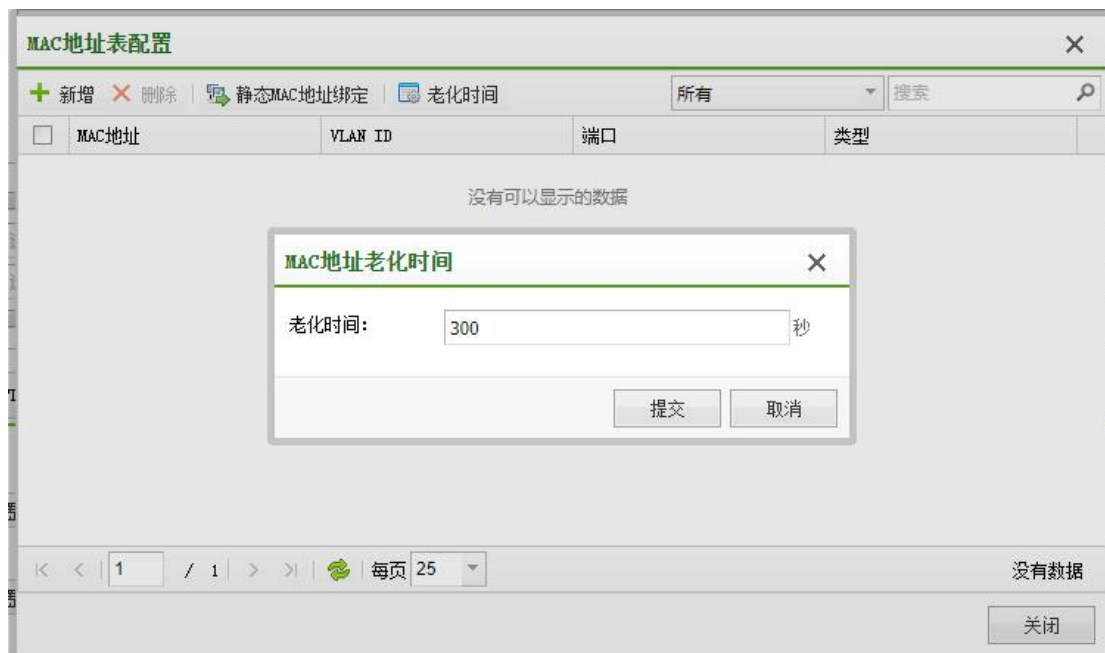 MAC地址表配置
新增 删除 静态MAC地址绑定 老化时间 所有 搜索
MAC地址 VLAN ID 端口 类型
没有可以显示的数据
MAC地址老化时间
老化时间: 300 秒
提交 取消
1 / 1 每页 25 没有数据
关闭